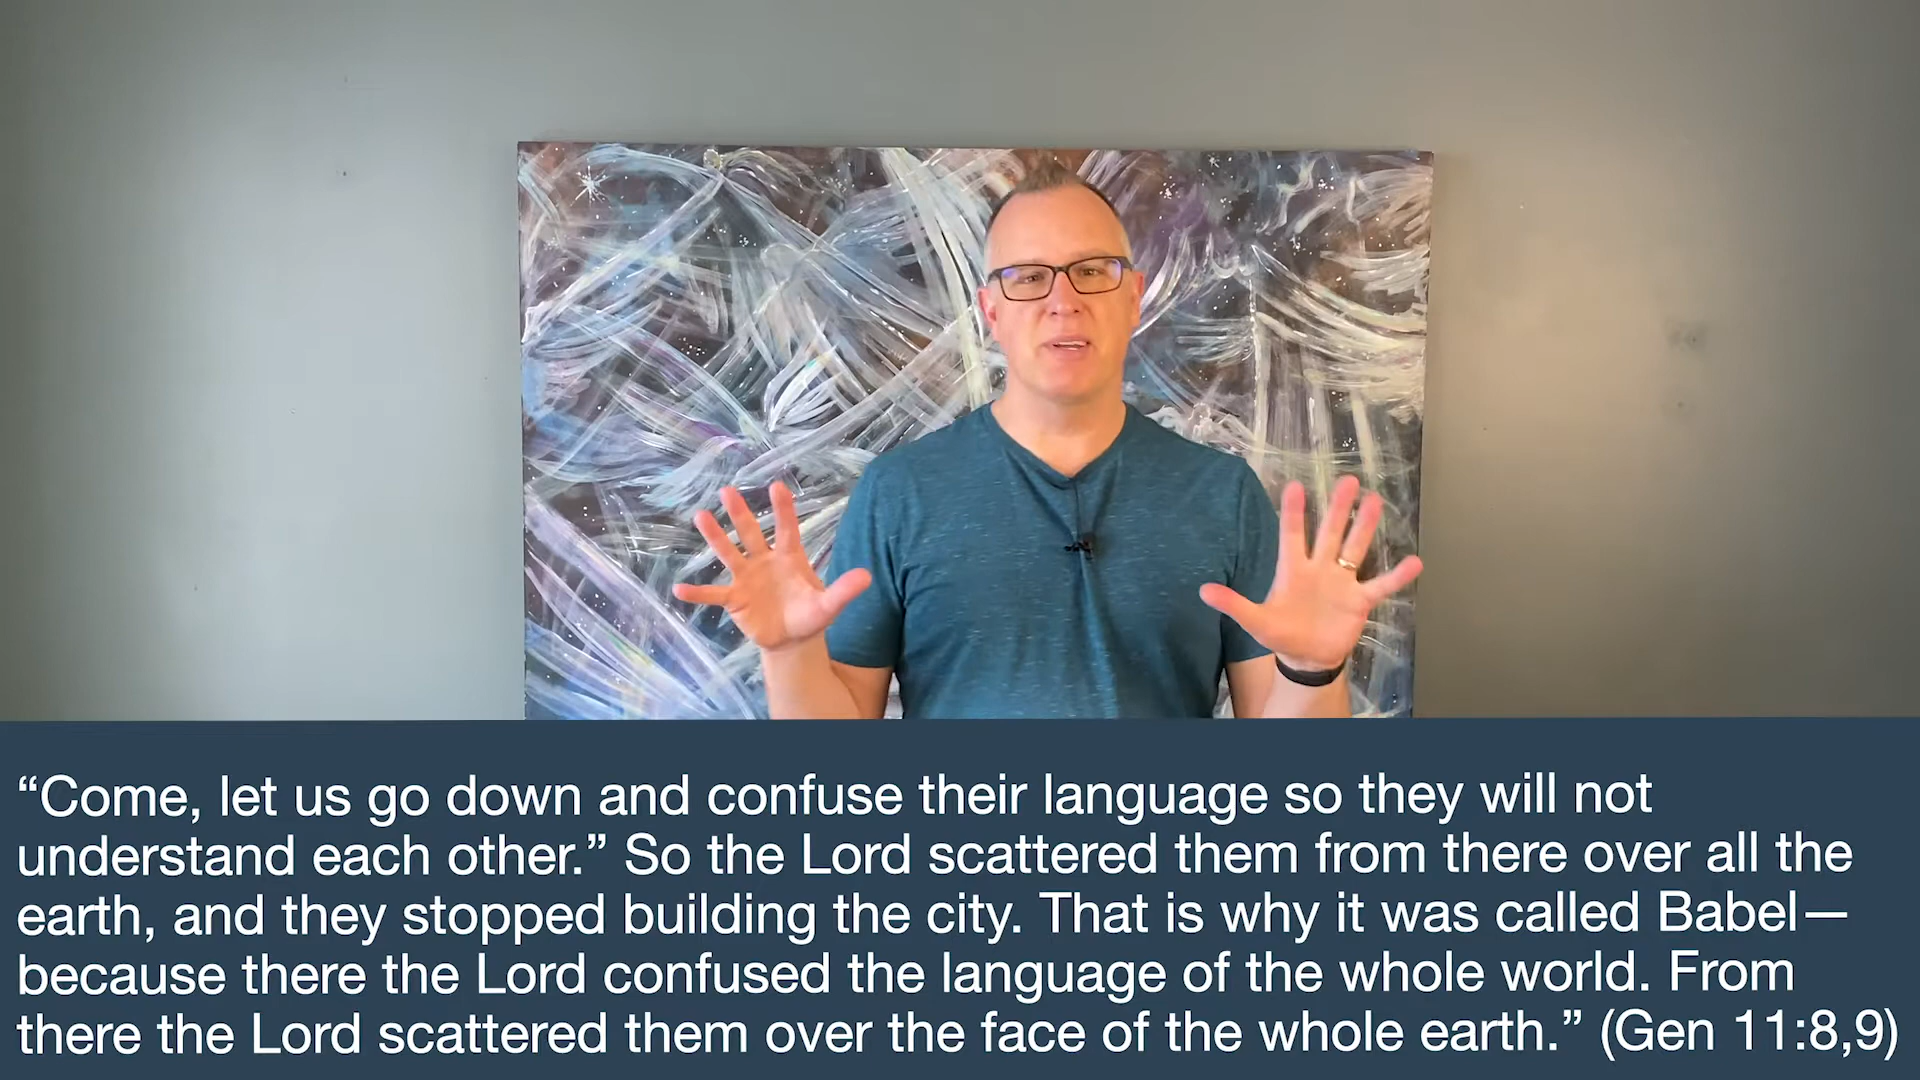 “Come, let us go down and confuse their language so they will not
understand each other.” So the Lord scattered them from there over all the
earth, and they stopped building the city. That is why it was called Babel—
because there the Lord confused the language of the whole world. From
there the Lord scattered them over the face of the whole earth.” (Gen 11:8,9)